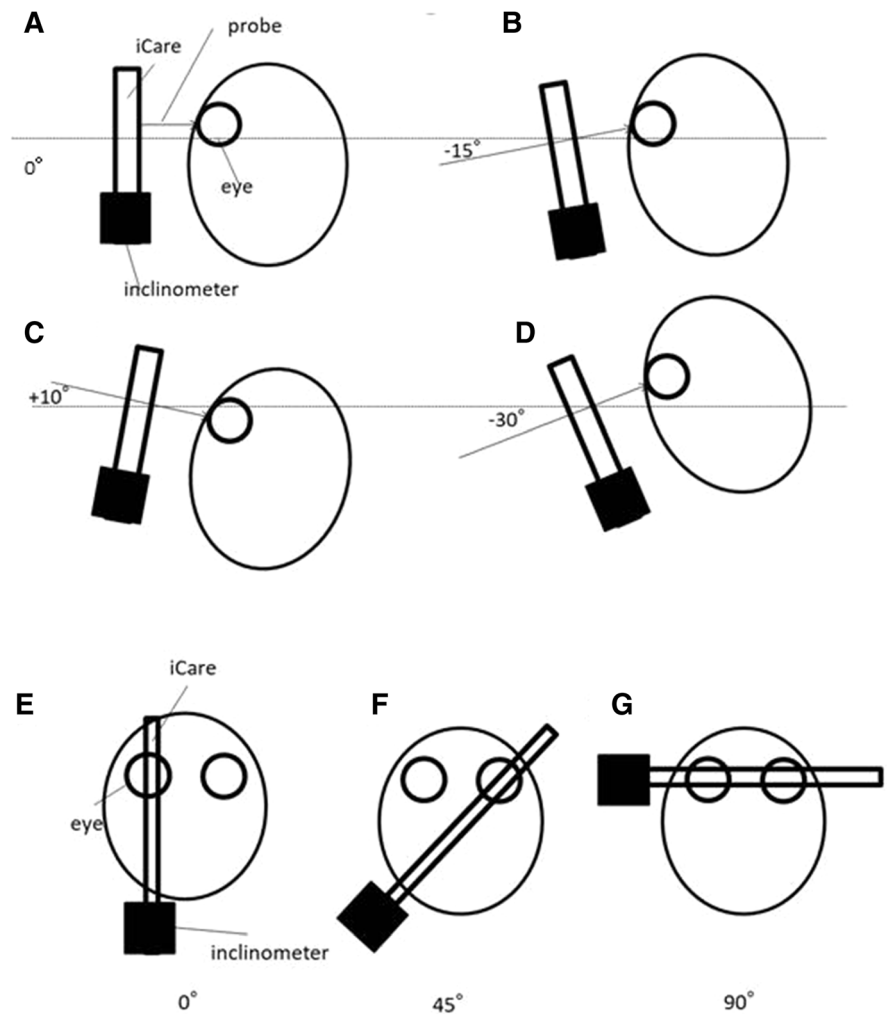 A
iCare
probe
0°
eye
inclinometer
B
-15°
C
+10°
D
-30°
E
iCare
eye
inclinometer
0°
F
45°
G
90°